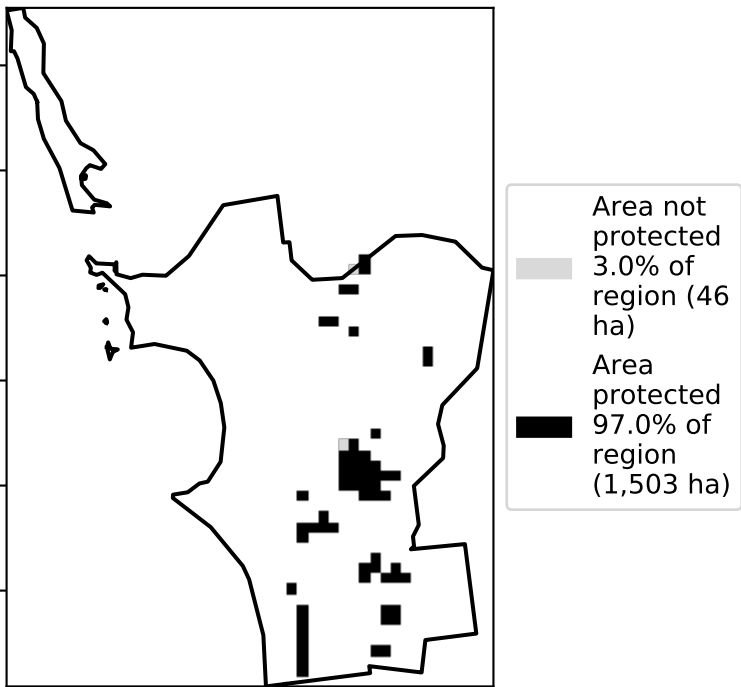 Area not
protected
3.0% of
region (46
ha)
Area
protected
97.0% of
region
(1,503 ha)